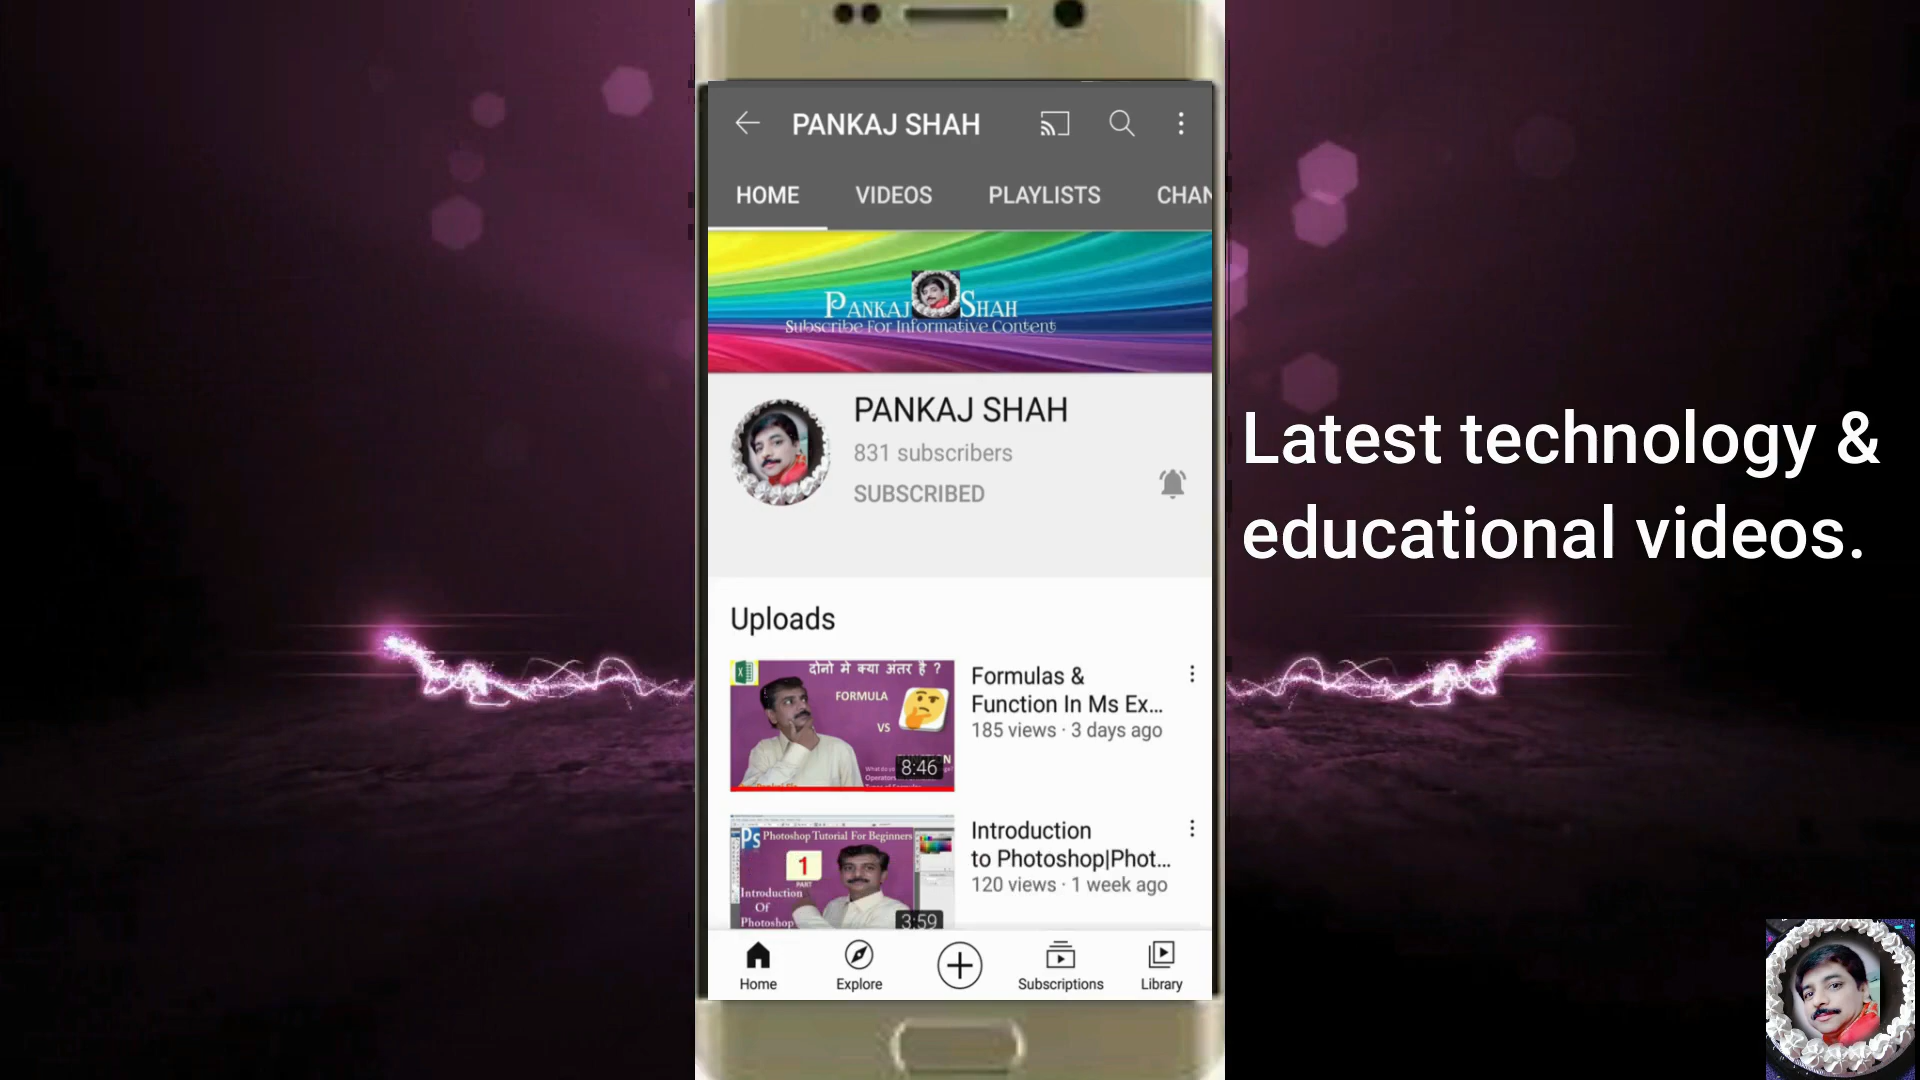 PANKAJ SHAH
HOME VIDEOS PLAYLISTS CHAN
PANKAJ SHAH
Subscribe For Informative Content
PANKAJ SHAH
831 subscribers
SUBSCRIBED
Latest technology &
educational videos.
Uploads
दोनो मे क्या अंतर है ?
FORMULA
VS
8:46
Formulas &
Function In Ms Ex...
185 views · 3 days ago
Ps Photoshop Tutorial For Beginners
1
PART
Introduction
Of
Photoshop
3:59
Introduction
to Photoshop|Phot...
120 views · 1 week ago
Home Explore Subscriptions Library